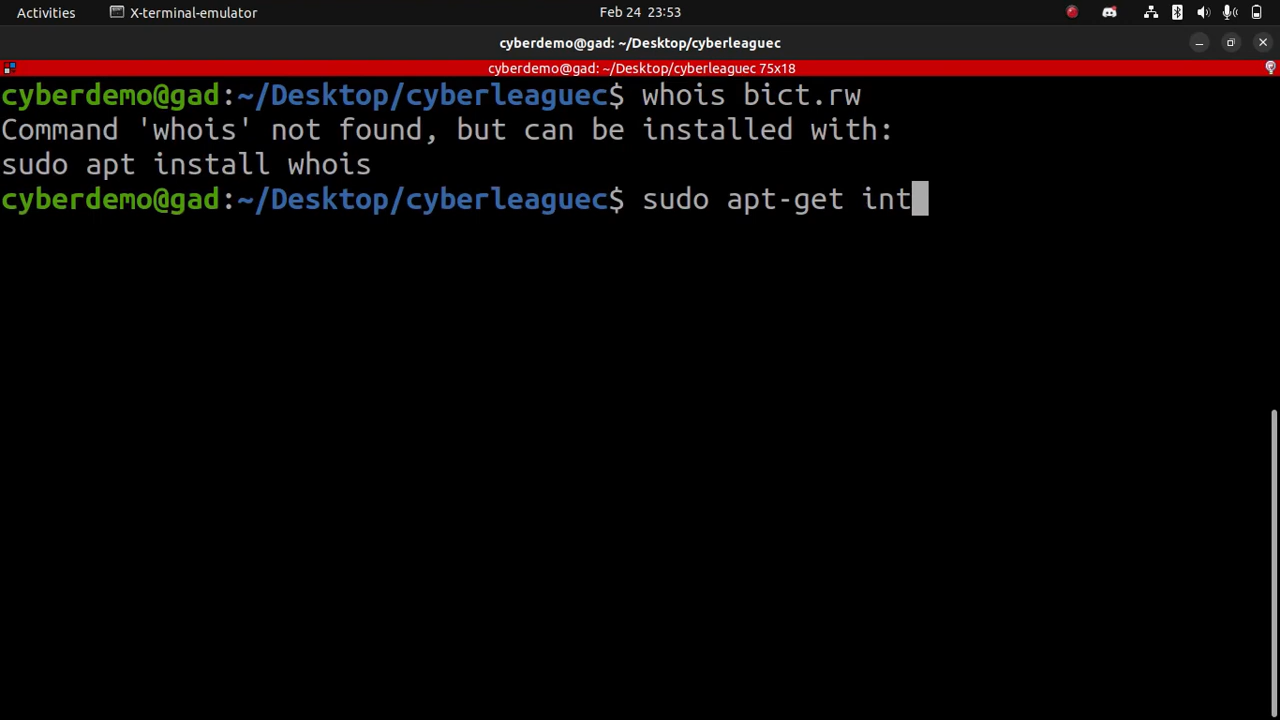 Activities X-terminal-emulator Feb 24 23:53
cyberdemo@gad: ~/Desktop/cyberleaguec
cyberdemo@gad: ~/Desktop/cyberleaguec 75x18
cyberdemo@gad:~/Desktop/cyberleaguec$ whois bict.rw
Command 'whois' not found, but can be installed with:
sudo apt install whois
cyberdemo@gad:~/Desktop/cyberleaguec$ sudo apt-get int